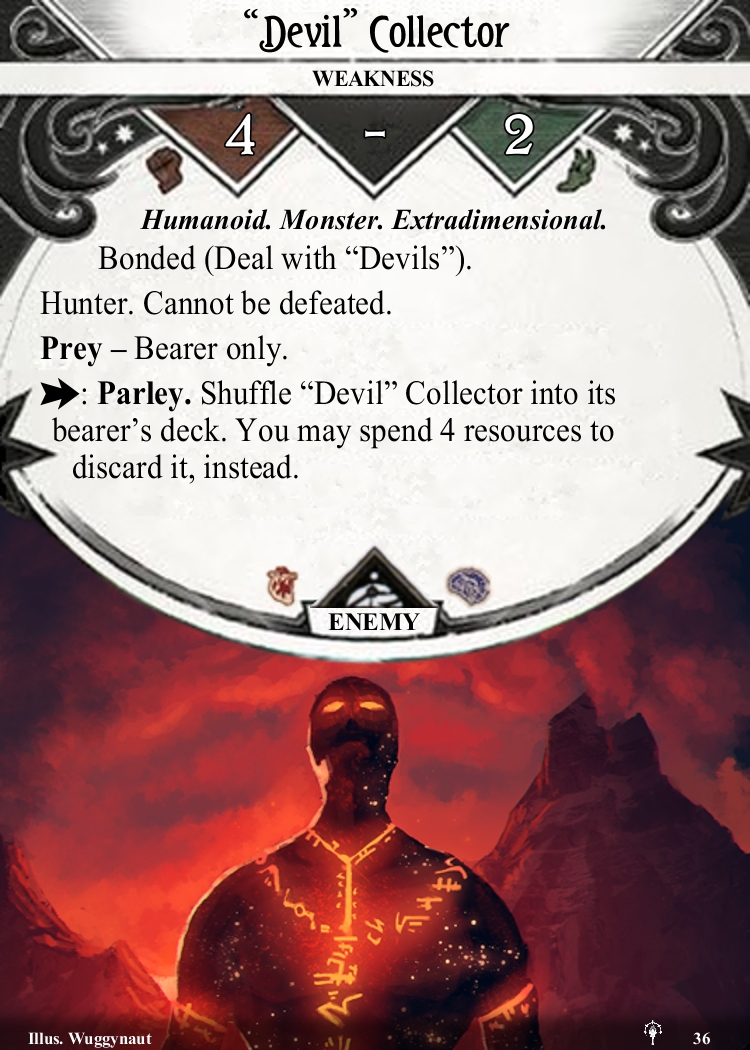 “Devil” Collector
WEAKNESS
4 – 2
Humanoid. Monster. Extradimensional.
Bonded (Deal with “Devils”).
Hunter. Cannot be defeated.
Prey – Bearer only.
: Parley. Shuffle “Devil” Collector into its
bearer’s deck. You may spend 4 resources to
discard it, instead.
ENEMY
Illus. Wuggynaut
36